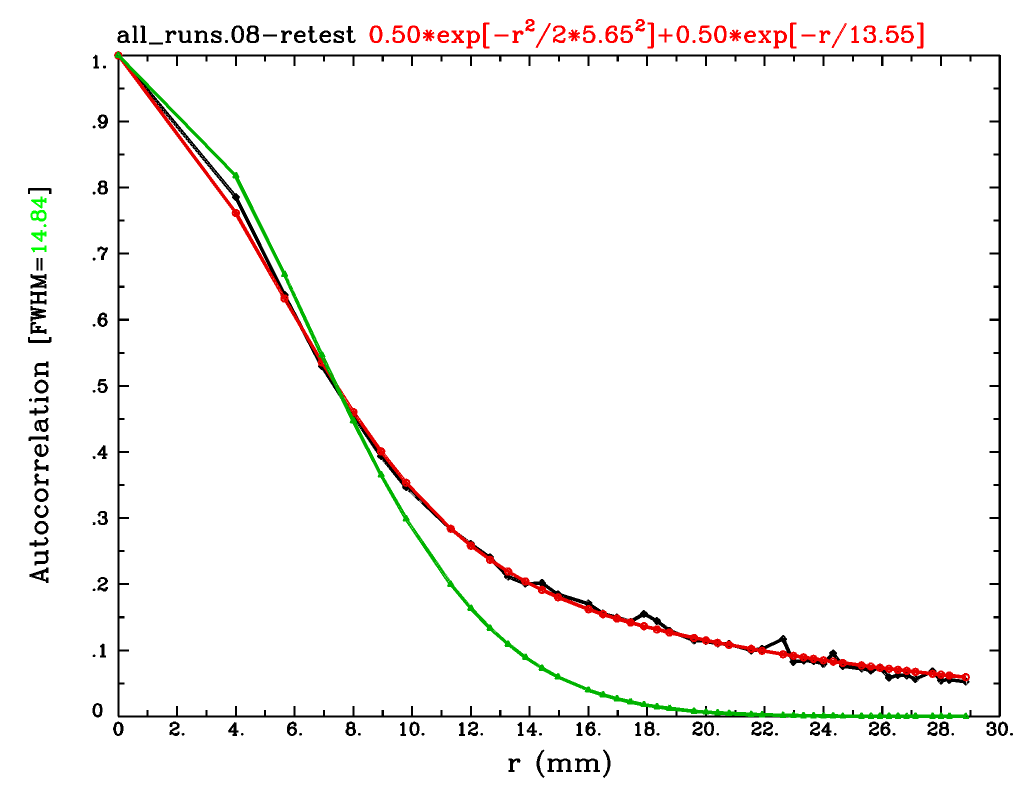 all_runs.08-retest 0.50*exp[-r²/2*5.65²]+0.50*exp[-r/13.55]
Autocorrelation [FWHM=14.84]
1.
.9
.8
.7
.6
.5
.4
.3
.2
.1
0
0 2. 4. 6. 8. 10. 12. 14. 16. 18. 20. 22. 24. 26. 28. 30.
r (mm)